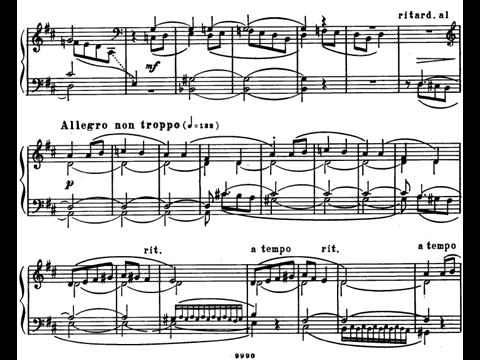 ritard. al
mf
Allegro non troppo (♩=132)
p
rit. a tempo rit. a tempo
9990